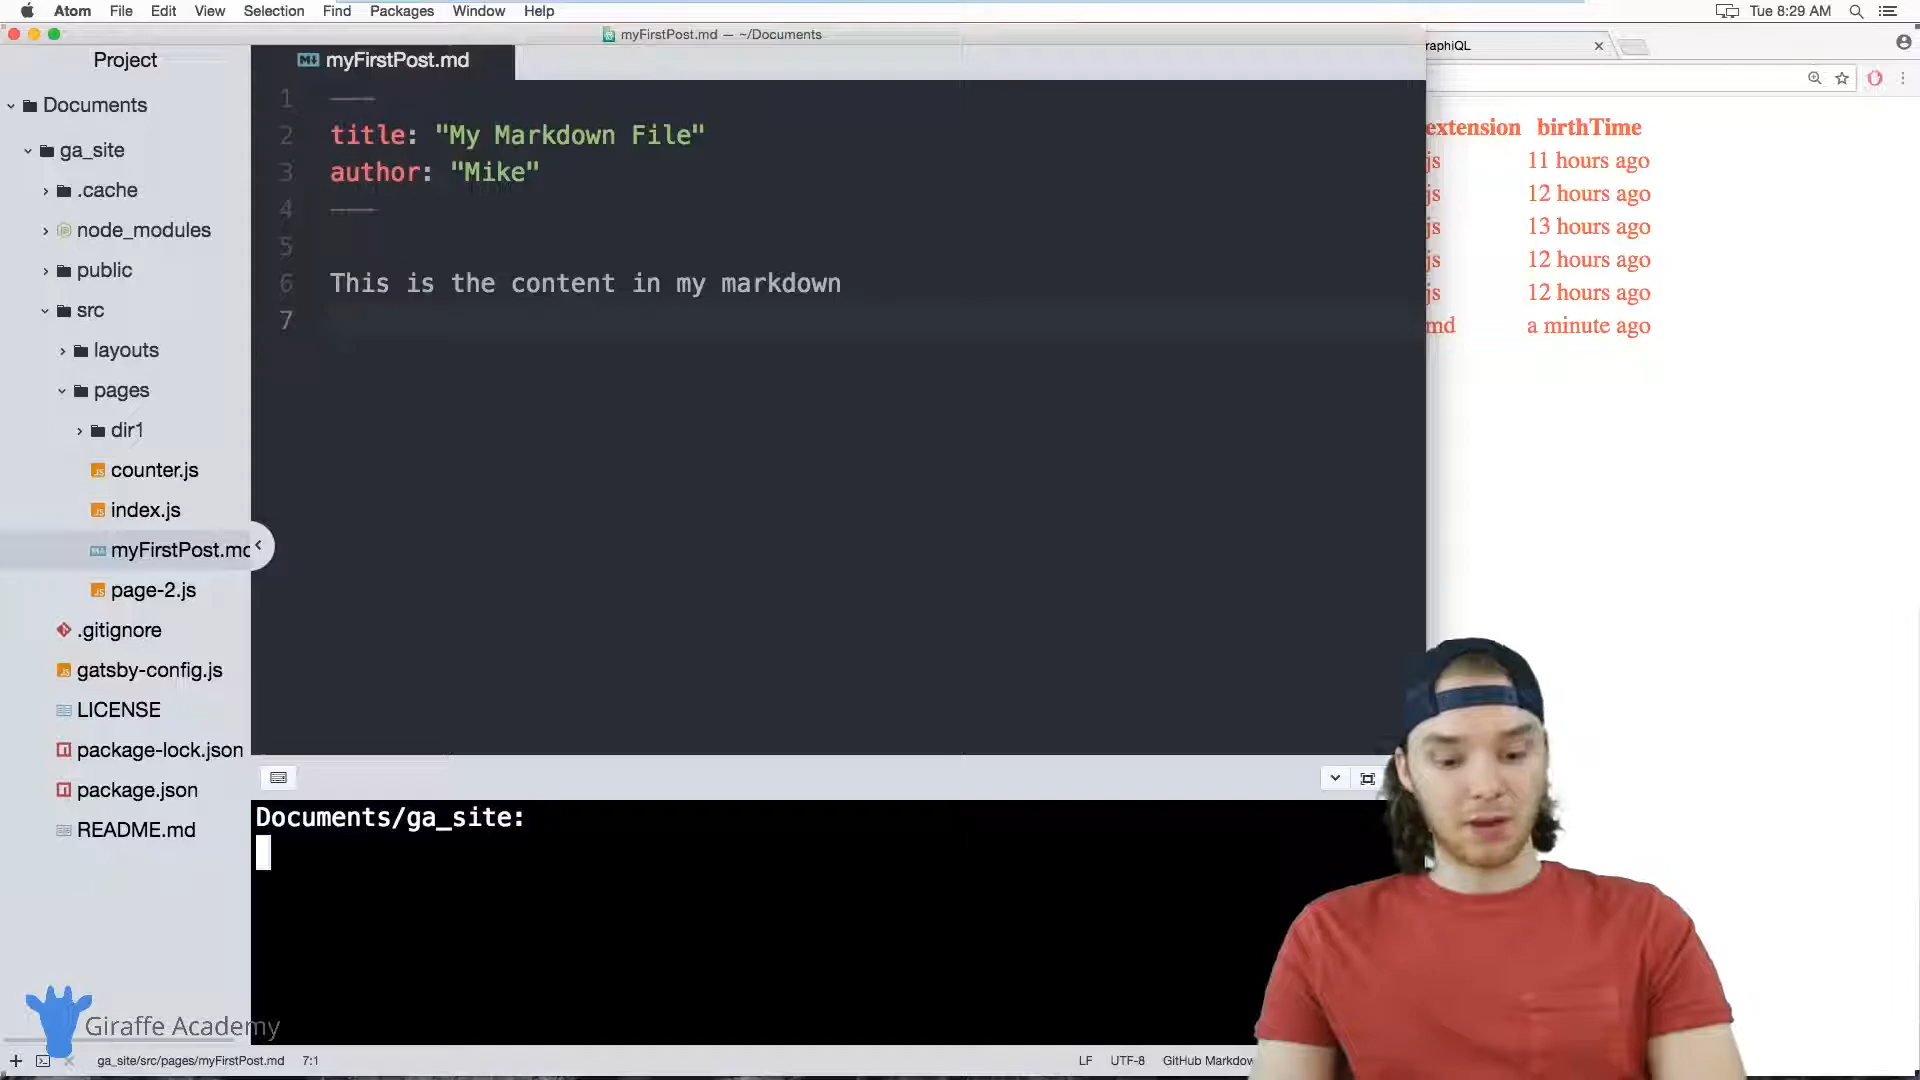 Atom File Edit View Selection Find Packages Window Help
Tue 8:29 AM
myFirstPost.md — ~/Documents
raphiQL
Project
Documents
ga_site
.cache
node_modules
public
src
layouts
pages
dir1
counter.js
index.js
myFirstPost.md
page-2.js
.gitignore
gatsby-config.js
LICENSE
package-lock.json
package.json
README.md
myFirstPost.md
1 ---
2 title: "My Markdown File"
3 author: "Mike"
4 ---
5
6 This is the content in my markdown
7
extension birthTime
js 11 hours ago
js 12 hours ago
js 13 hours ago
js 12 hours ago
js 12 hours ago
md a minute ago
Documents/ga_site:
Giraffe Academy
ga_site/src/pages/myFirstPost.md 7:1
LF UTF-8 GitHub Markdow